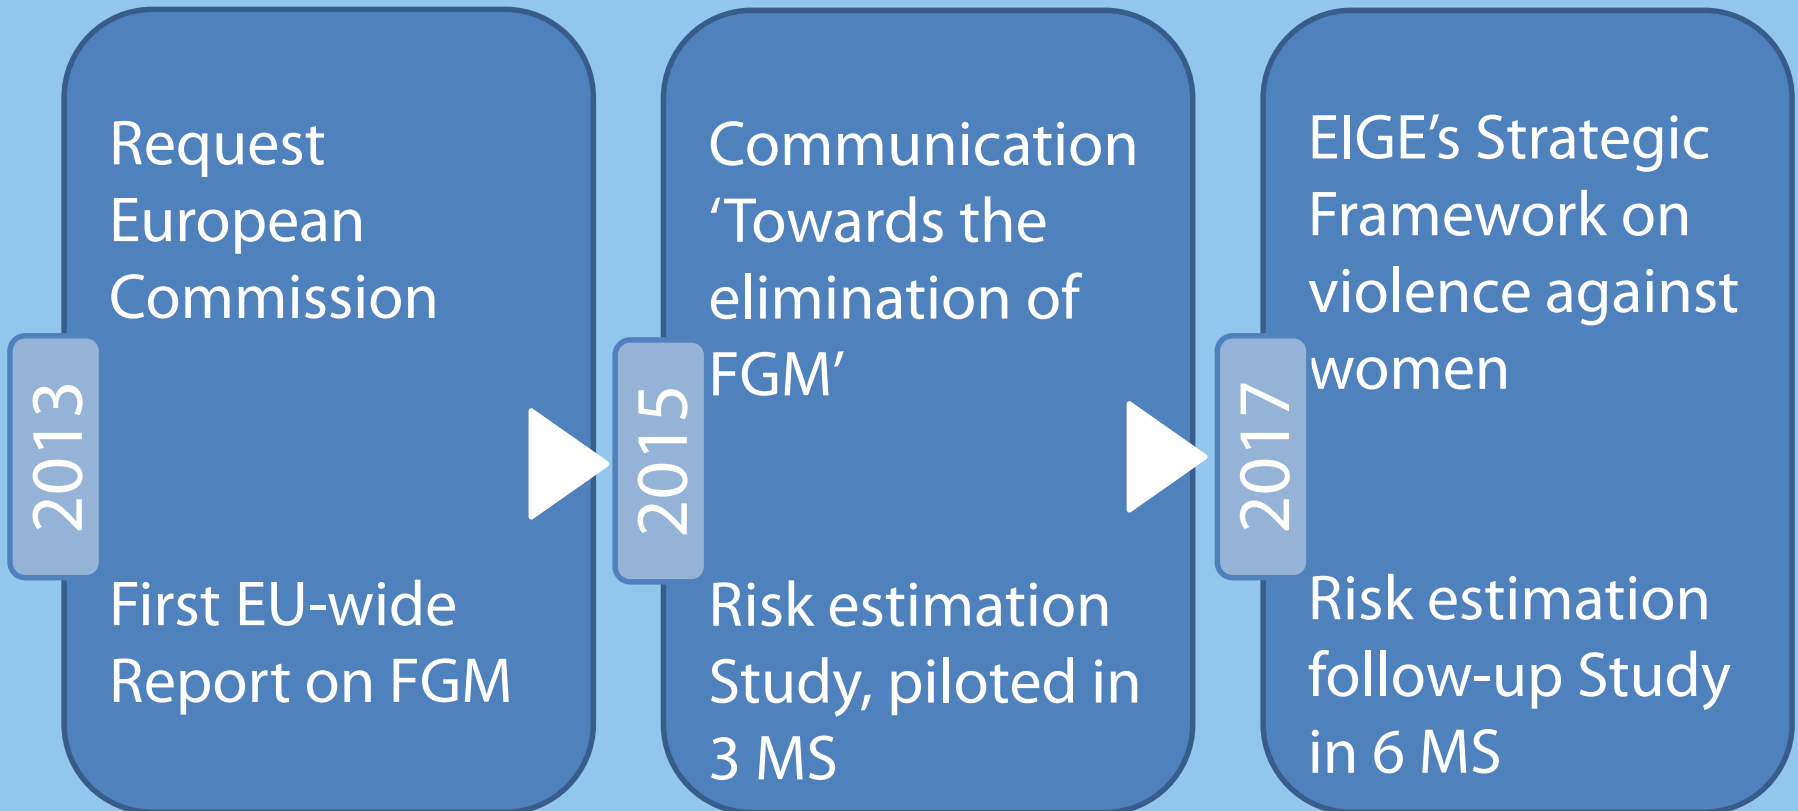 2013
Request
European
Commission
First EU-wide
Report on FGM
2015
Communication
‘Towards the
elimination of
FGM’
Risk estimation
Study, piloted in
3 MS
2017
EIGE’s Strategic
Framework on
violence against
women
Risk estimation
follow-up Study
in 6 MS